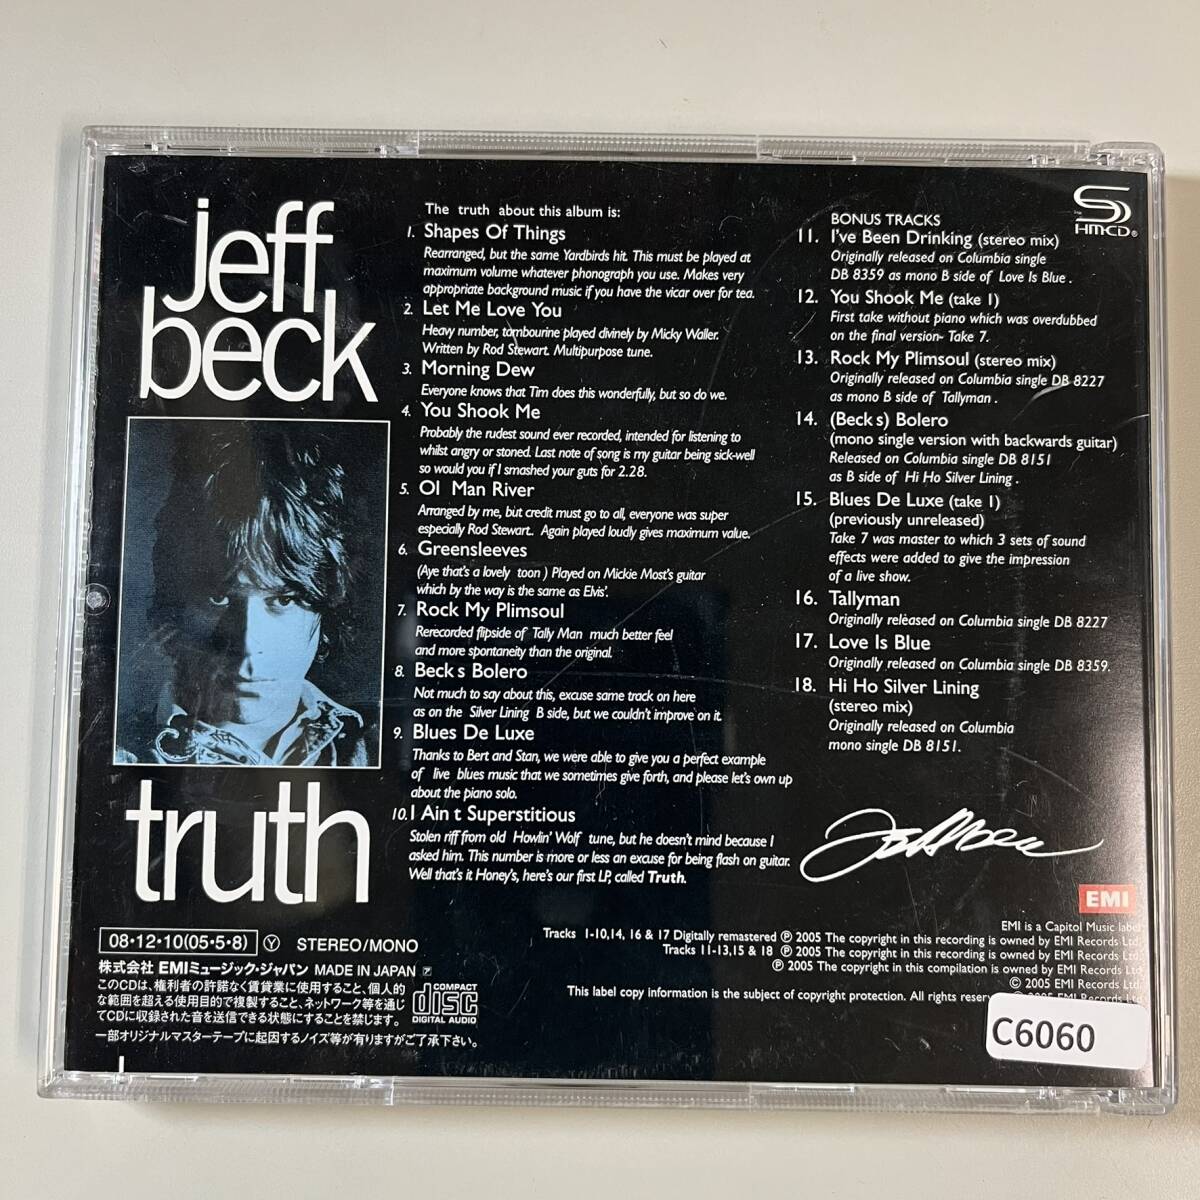 jeff
beck
truth
The truth about this album is:
1. Shapes Of Things
Rearranged, but the same Yardbirds hit. This must be played at
maximum volume whatever phonograph you use. Makes very
appropriate background music if you have the vicar over for tea.
2. Let Me Love You
Heavy number, tambourine played divinely by Micky Waller.
Written by Rod Stewart. Multipurpose tune.
3. Morning Dew
Everyone knows that Tim does this wonderfully, but so do we.
4. You Shook Me
Probably the rudest sound ever recorded, intended for listening to
whilst angry or stoned. Last note of song is my guitar being sick-well
so would you if I smashed your guts for 2.28.
5. Ol Man River
Arranged by me, but credit must go to all, everyone was super
especially Rod Stewart. Again played loudly gives maximum value.
6. Greensleeves
(Aye that's a lovely toon ) Played on Mickie Most's guitar
which by the way is the same as Elvis'.
7. Rock My Plimsoul
Rerecorded flipside of Tally Man much better feel
and more spontaneity than the original.
8. Beck s Bolero
Not much to say about this, excuse same track on here
as on the Silver Lining B side, but we couldn't improve on it.
9. Blues De Luxe
Thanks to Bert and Stan, we were able to give you a perfect example
of live blues music that we sometimes give forth, and please let's own up
about the piano solo.
10. I Ain t Superstitious
Stolen riff from old Howlin' Wolf tune, but he doesn't mind because I
asked him. This number is more or less an excuse for being flash on guitar.
Well that's it Honey's, here's our first LP, called Truth.
SHMCD®
BONUS TRACKS
11. I've Been Drinking (stereo mix)
Originally released on Columbia single
DB 8359 as mono B side of Love Is Blue .
12. You Shook Me (take 1)
First take without piano which was overdubbed
on the final version- Take 7.
13. Rock My Plimsoul (stereo mix)
Originally released on Columbia single DB 8227
as mono B side of Tallyman .
14. (Beck s) Bolero
(mono single version with backwards guitar)
Released on Columbia single DB 8151
as B side of Hi Ho Silver Lining .
15. Blues De Luxe (take 1)
(previously unreleased)
Take 7 was master to which 3 sets of sound
effects were added to give the impression
of a live show.
16. Tallyman
Originally released on Columbia single DB 8227
17. Love Is Blue
Originally released on Columbia single DB 8359.
18. Hi Ho Silver Lining
(stereo mix)
Originally released on Columbia
mono single DB 8151.
EMI
EMI is a Capitol Music label
Tracks 1-10,14, 16 & 17 Digitally remastered ℗ 2005 The copyright in this recording is owned by EMI Records Ltd.
Tracks 11-13,15 & 18 ℗ 2005 The copyright in this recording is owned by EMI Records Ltd.
℗ 2005 The copyright in this compilation is owned by EMI Records Ltd.
© 2005 EMI Records Ltd
This label copy information is the subject of copyright protection. All rights reserv © 2005 EMI Records Ltd
08・12・10(05・5・8) Ⓨ STEREO/MONO
株式会社 EMIミュージック・ジャパン MADE IN JAPAN
このCDは、権利者の許諾なく賃貸業に使用すること、個人的
な範囲を超える使用目的で複製すること、ネットワーク等を通じ
てCDに収録された音を送信できる状態にすることを禁じます。
一部オリジナルマスターテープに起因するノイズ等が有りますがご了承下さい。
COMPACT
disc
DIGITAL AUDIO
C6060